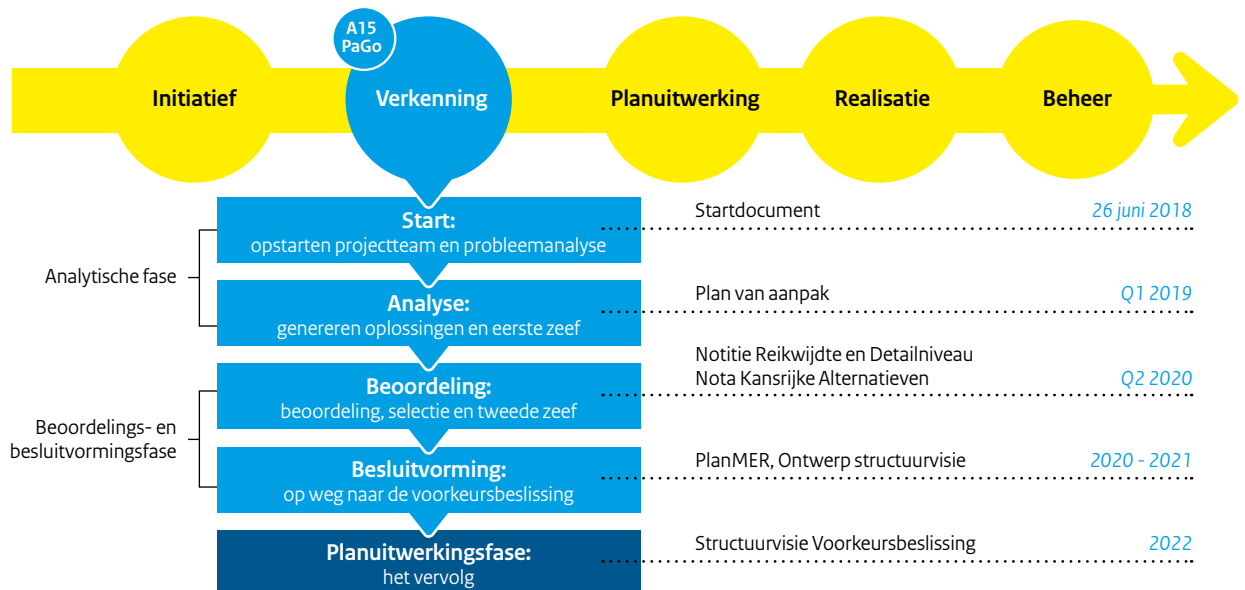 A15
PaGo
Initiatief
Verkenning
Planuitwerking
Realisatie
Beheer
Start:
opstarten projectteam en probleemanalyse
Startdocument
26 juni 2018
Analytische fase
Analyse:
genereren oplossingen en eerste zeef
Plan van aanpak
Q1 2019
Beoordelings- en
besluitvormingsfase
Beoordeling:
beoordeling, selectie en tweede zeef
Notitie Reikwijdte en Detailniveau
Nota Kansrijke Alternatieven
Q2 2020
Besluitvorming:
op weg naar de voorkeursbeslissing
PlanMER, Ontwerp structuurvisie
2020 - 2021
Planuitwerkingsfase:
het vervolg
Structuurvisie Voorkeursbeslissing
2022